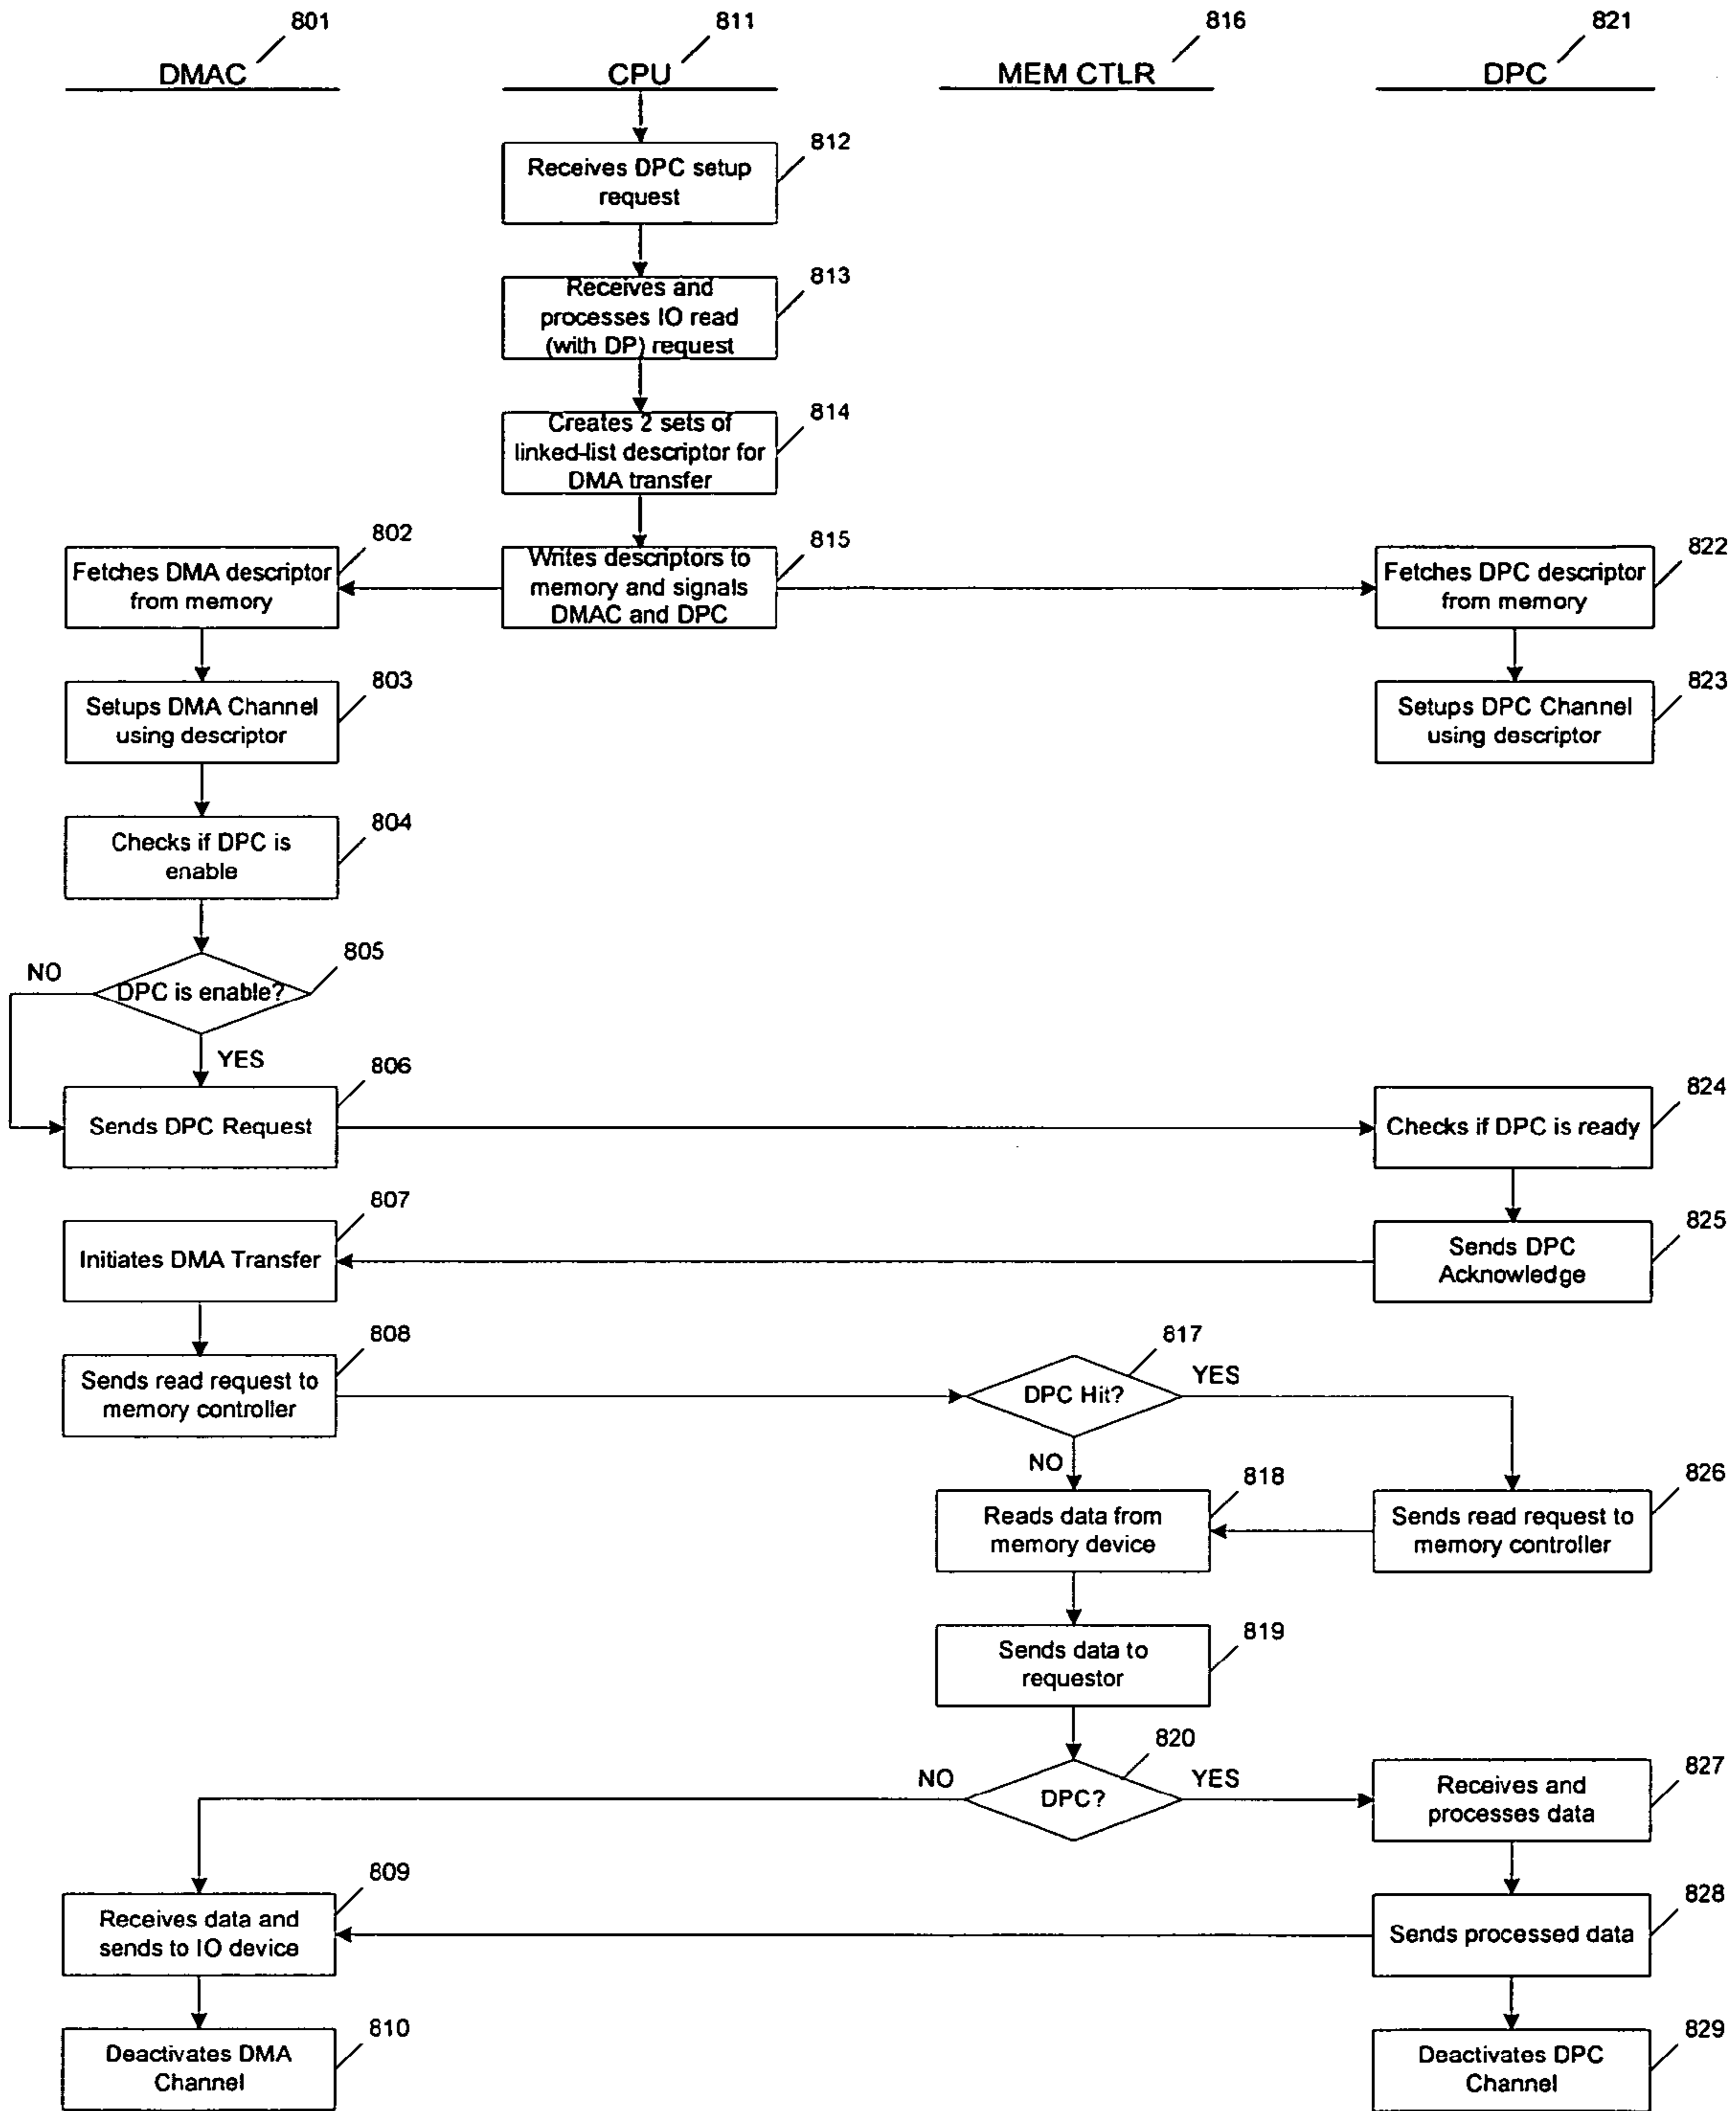 801
811
816
821
DMAC
CPU
MEM CTLR
DPC
812
Receives DPC setup
request
813
Receives and
processes IO read
(with DP) request
814
Creates 2 sets of
linked-list descriptor for
DMA transfer
802
Fetches DMA descriptor
from memory
815
Writes descriptors to
memory and signals
DMAC and DPC
822
Fetches DPC descriptor
from memory
803
Setups DMA Channel
using descriptor
823
Setups DPC Channel
using descriptor
804
Checks if DPC is
enable
805
NO
DPC is enable?
YES
806
Sends DPC Request
824
Checks if DPC is ready
807
Initiates DMA Transfer
825
Sends DPC
Acknowledge
808
Sends read request to
memory controller
817
DPC Hit?
YES
NO
818
Reads data from
memory device
826
Sends read request to
memory controller
819
Sends data to
requestor
820
NO
DPC?
YES
827
Receives and
processes data
809
Receives data and
sends to IO device
828
Sends processed data
810
Deactivates DMA
Channel
829
Deactivates DPC
Channel